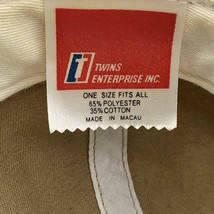 TWINS
ENTERPRISE INC.
ONE SIZE FITS ALL
65% POLYESTER
35% COTTON
MADE IN MACAU